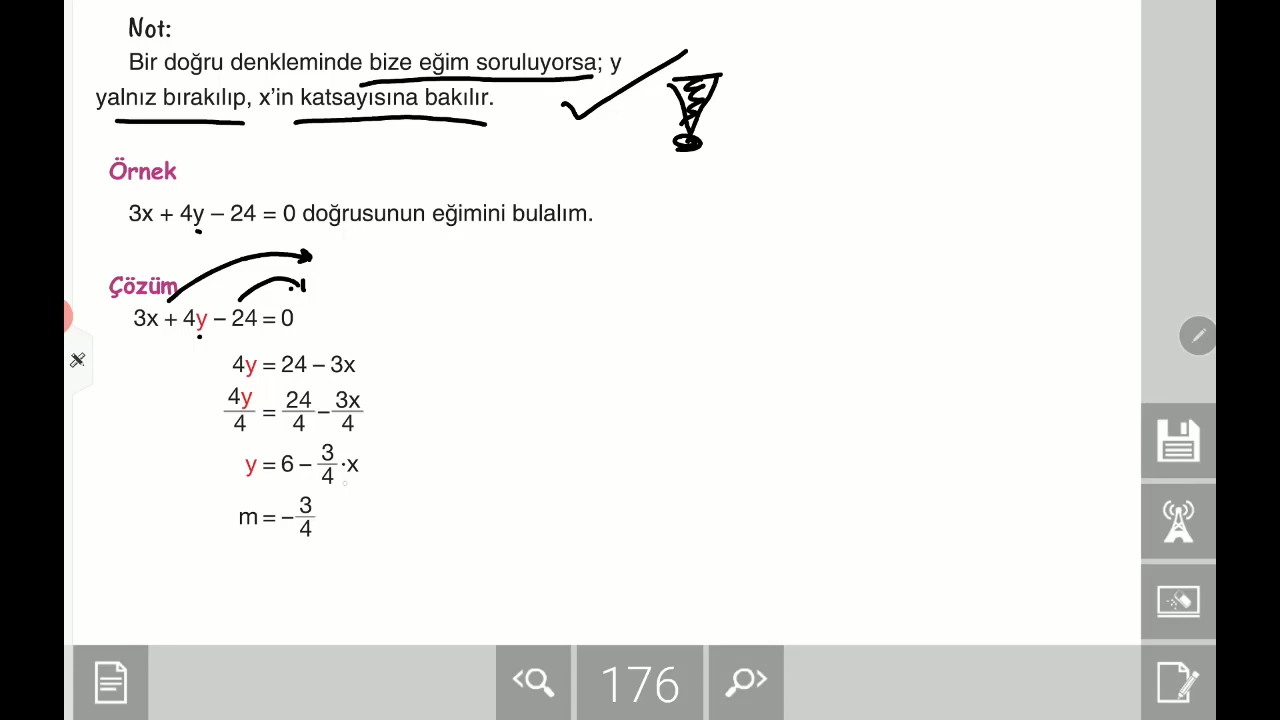 Not:
Bir doğru denkleminde bize eğim soruluyorsa; y
yalnız bırakılıp, x'in katsayısına bakılır.
Örnek
3x + 4y – 24 = 0 doğrusunun eğimini bulalım.
Çözüm
3x + 4y – 24 = 0
4y = 24 – 3x
4y/4 = 24/4 – 3x/4
y = 6 – 3/4 · x
m = – 3/4
176